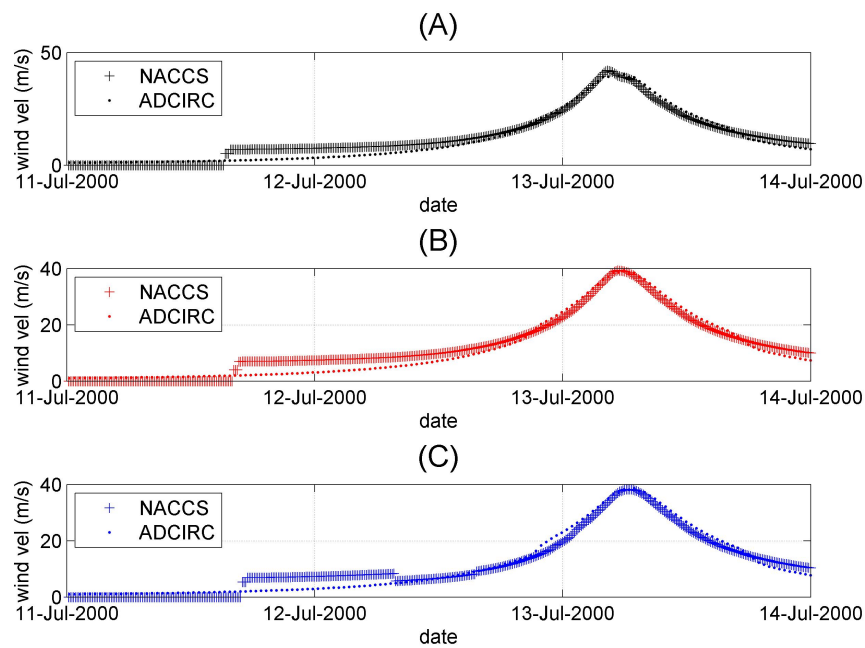 (A)
50
0
wind vel (m/s)
NACCS
ADCIRC
11-Jul-2000 12-Jul-2000 13-Jul-2000 14-Jul-2000
date
(B)
40
20
0
wind vel (m/s)
NACCS
ADCIRC
11-Jul-2000 12-Jul-2000 13-Jul-2000 14-Jul-2000
date
(C)
40
20
0
wind vel (m/s)
NACCS
ADCIRC
11-Jul-2000 12-Jul-2000 13-Jul-2000 14-Jul-2000
date